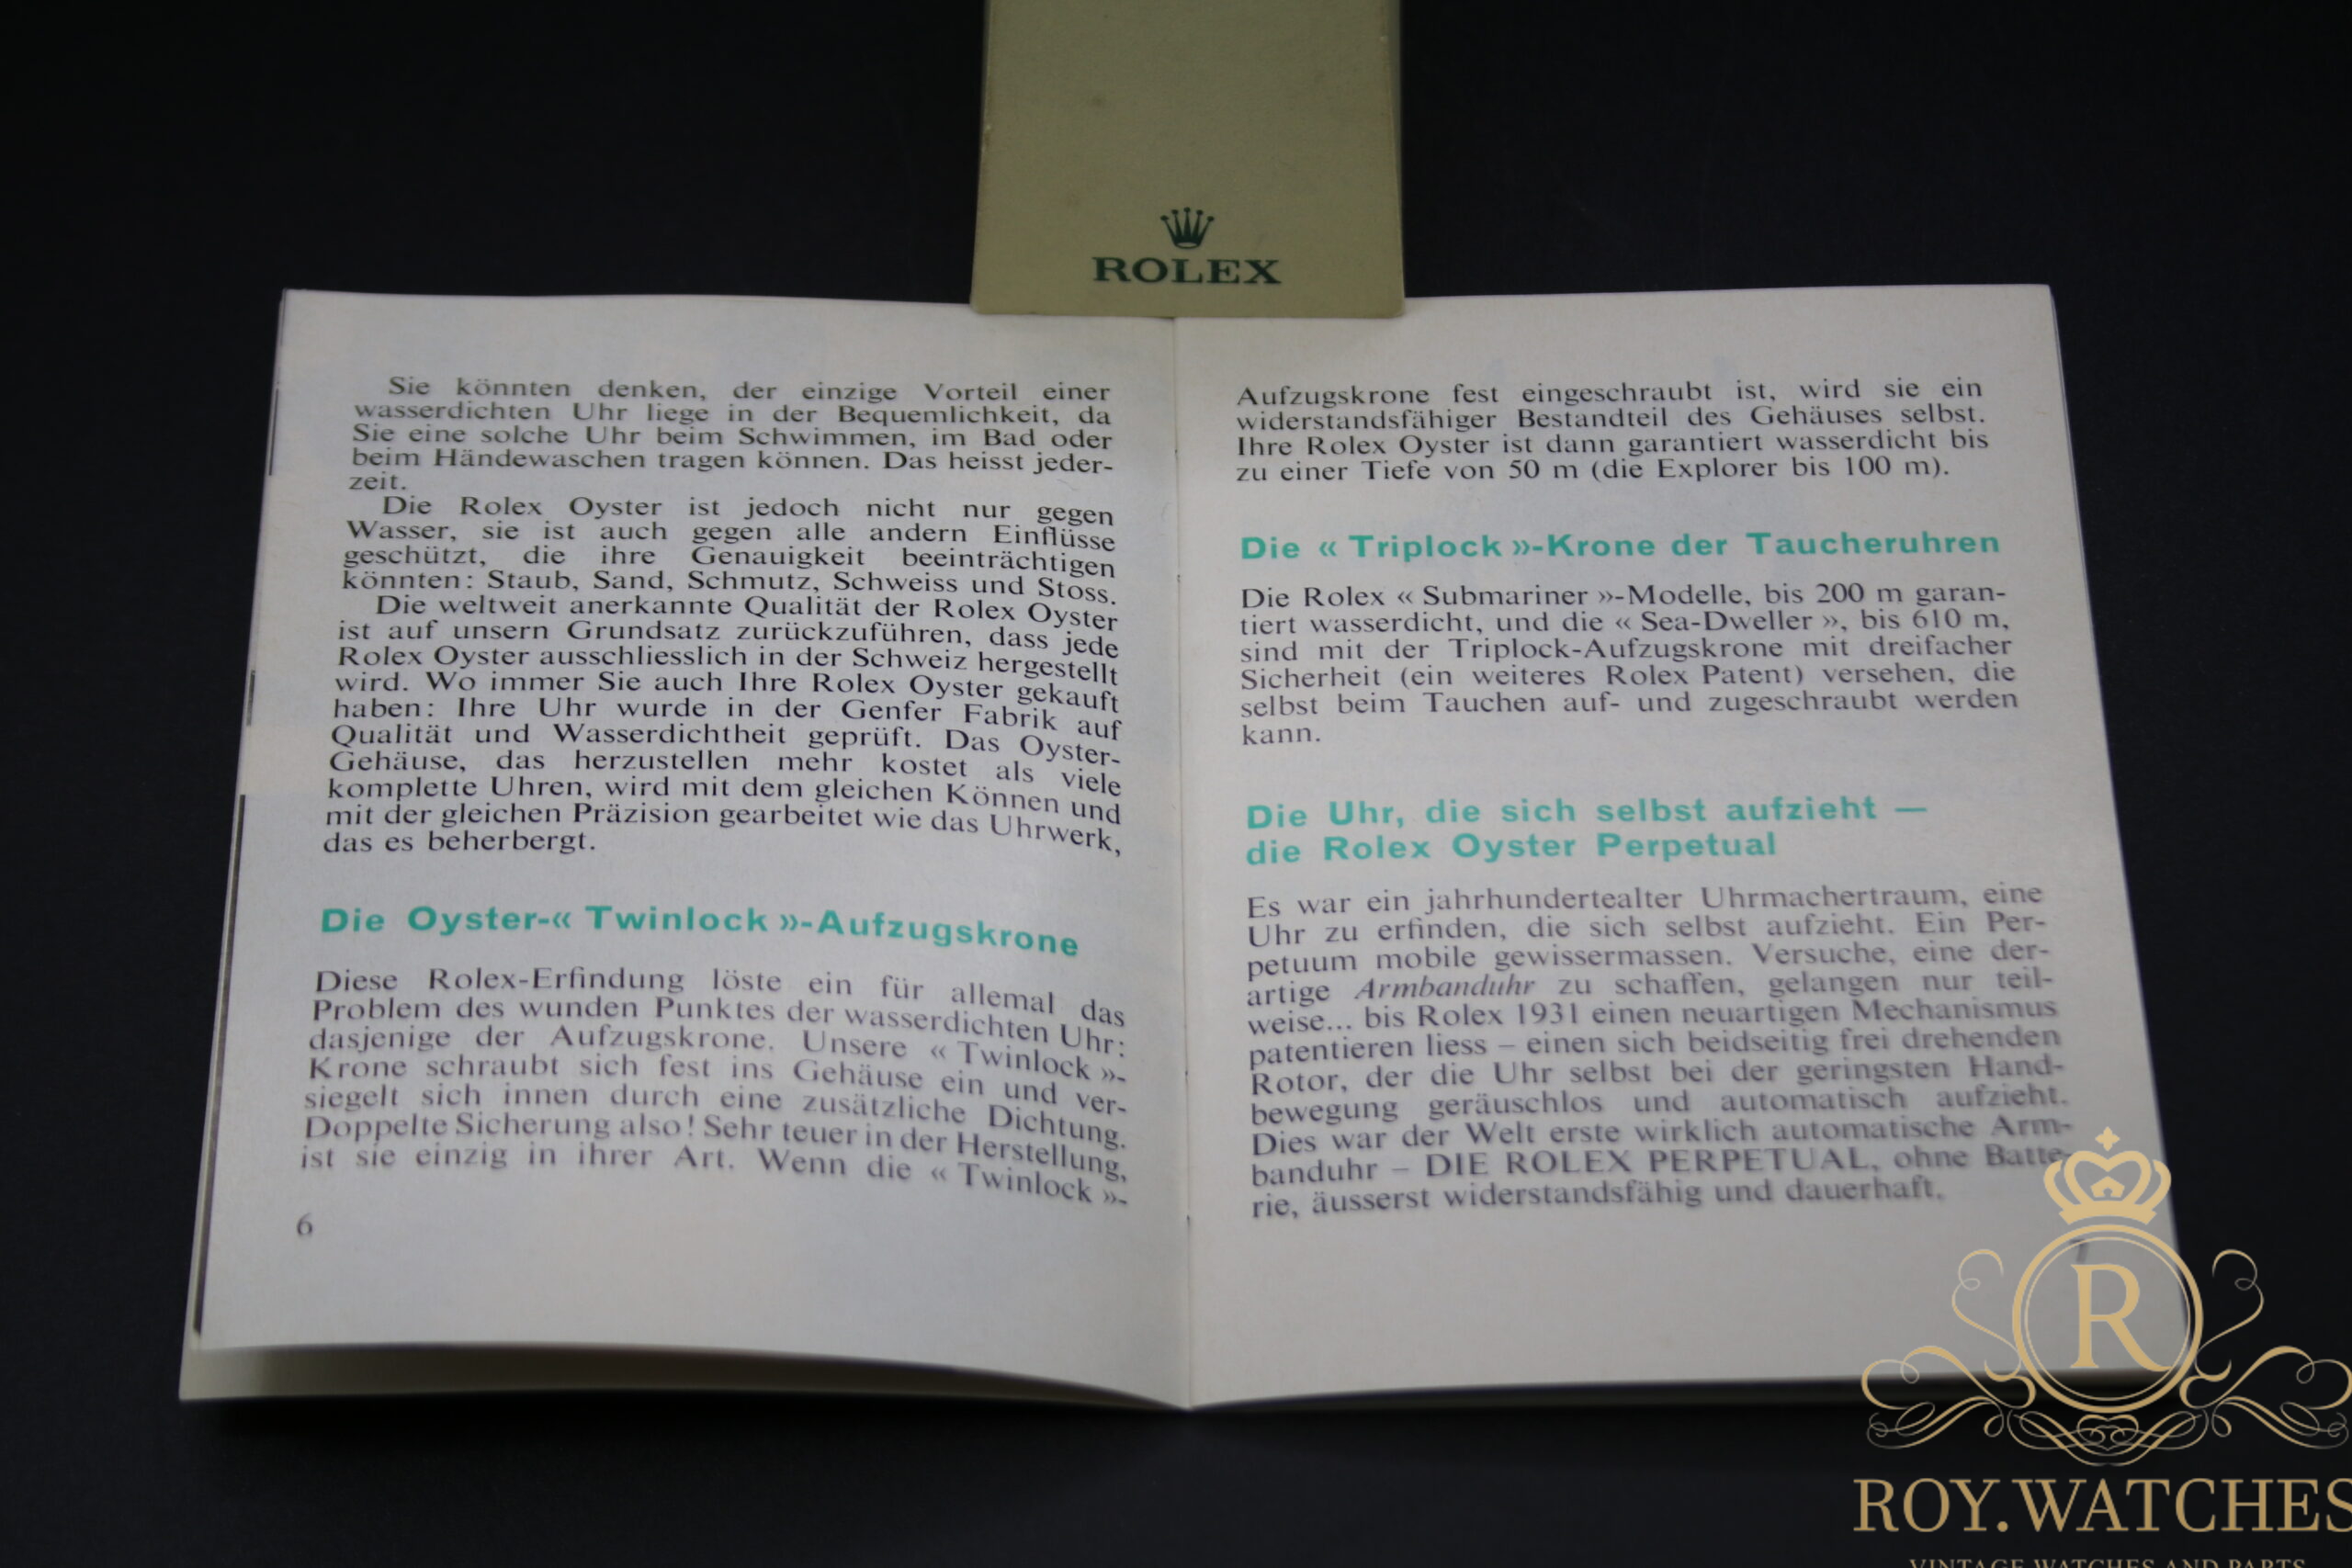 ROLEX
Sie könnten denken, der einzige Vorteil einer
wasserdichten Uhr liege in der Bequemlichkeit, da
Sie eine solche Uhr beim Schwimmen, im Bad oder
beim Händewaschen tragen können. Das heisst jeder-
zeit.
Die Rolex Oyster ist jedoch nicht nur gegen
Wasser, sie ist auch gegen alle andern Einflüsse
geschützt, die ihre Genauigkeit beeinträchtigen
könnten: Staub, Sand, Schmutz, Schweiss und Stoss.
Die weltweit anerkannte Qualität der Rolex Oyster
ist auf unsern Grundsatz zurückzuführen, dass jede
Rolex Oyster ausschliesslich in der Schweiz hergestellt
wird. Wo immer Sie auch Ihre Rolex Oyster gekauft
haben: Ihre Uhr wurde in der Genfer Fabrik auf
Qualität und Wasserdichtheit geprüft. Das Oyster-
Gehäuse, das herzustellen mehr kostet als viele
komplette Uhren, wird mit dem gleichen Können und
mit der gleichen Präzision gearbeitet wie das Uhrwerk,
das es beherbergt.
Die Oyster-« Twinlock »-Aufzugskrone
Diese Rolex-Erfindung löste ein für allemal das
Problem des wunden Punktes der wasserdichten Uhr:
dasjenige der Aufzugskrone. Unsere « Twinlock »-
Krone schraubt sich fest ins Gehäuse ein und ver-
siegelt sich innen durch eine zusätzliche Dichtung.
Doppelte Sicherung also! Sehr teuer in der Herstellung,
ist sie einzig in ihrer Art. Wenn die « Twinlock »-
6
Aufzugskrone fest eingeschraubt ist, wird sie ein
widerstandsfähiger Bestandteil des Gehäuses selbst.
Ihre Rolex Oyster ist dann garantiert wasserdicht bis
zu einer Tiefe von 50 m (die Explorer bis 100 m).
Die « Triplock »-Krone der Taucheruhren
Die Rolex « Submariner »-Modelle, bis 200 m garan-
tiert wasserdicht, und die « Sea-Dweller », bis 610 m,
sind mit der Triplock-Aufzugskrone mit dreifacher
Sicherheit (ein weiteres Rolex Patent) versehen, die
selbst beim Tauchen auf- und zugeschraubt werden
kann.
Die Uhr, die sich selbst aufzieht —
die Rolex Oyster Perpetual
Es war ein jahrhundertealter Uhrmachertraum, eine
Uhr zu erfinden, die sich selbst aufzieht. Ein Per-
petuum mobile gewissermassen. Versuche, eine der-
artige Armbanduhr zu schaffen, gelangen nur teil-
weise... bis Rolex 1931 einen neuartigen Mechanismus
patentieren liess – einen sich beidseitig frei drehenden
Rotor, der die Uhr selbst bei der geringsten Hand-
bewegung geräuschlos und automatisch aufzieht.
Dies war der Welt erste wirklich automatische Arm-
banduhr – DIE ROLEX PERPETUAL, ohne Batte-
rie, äusserst widerstandsfähig und dauerhaft.
7
R
ROY.WATCHES
VINTAGE WATCHES AND PARTS